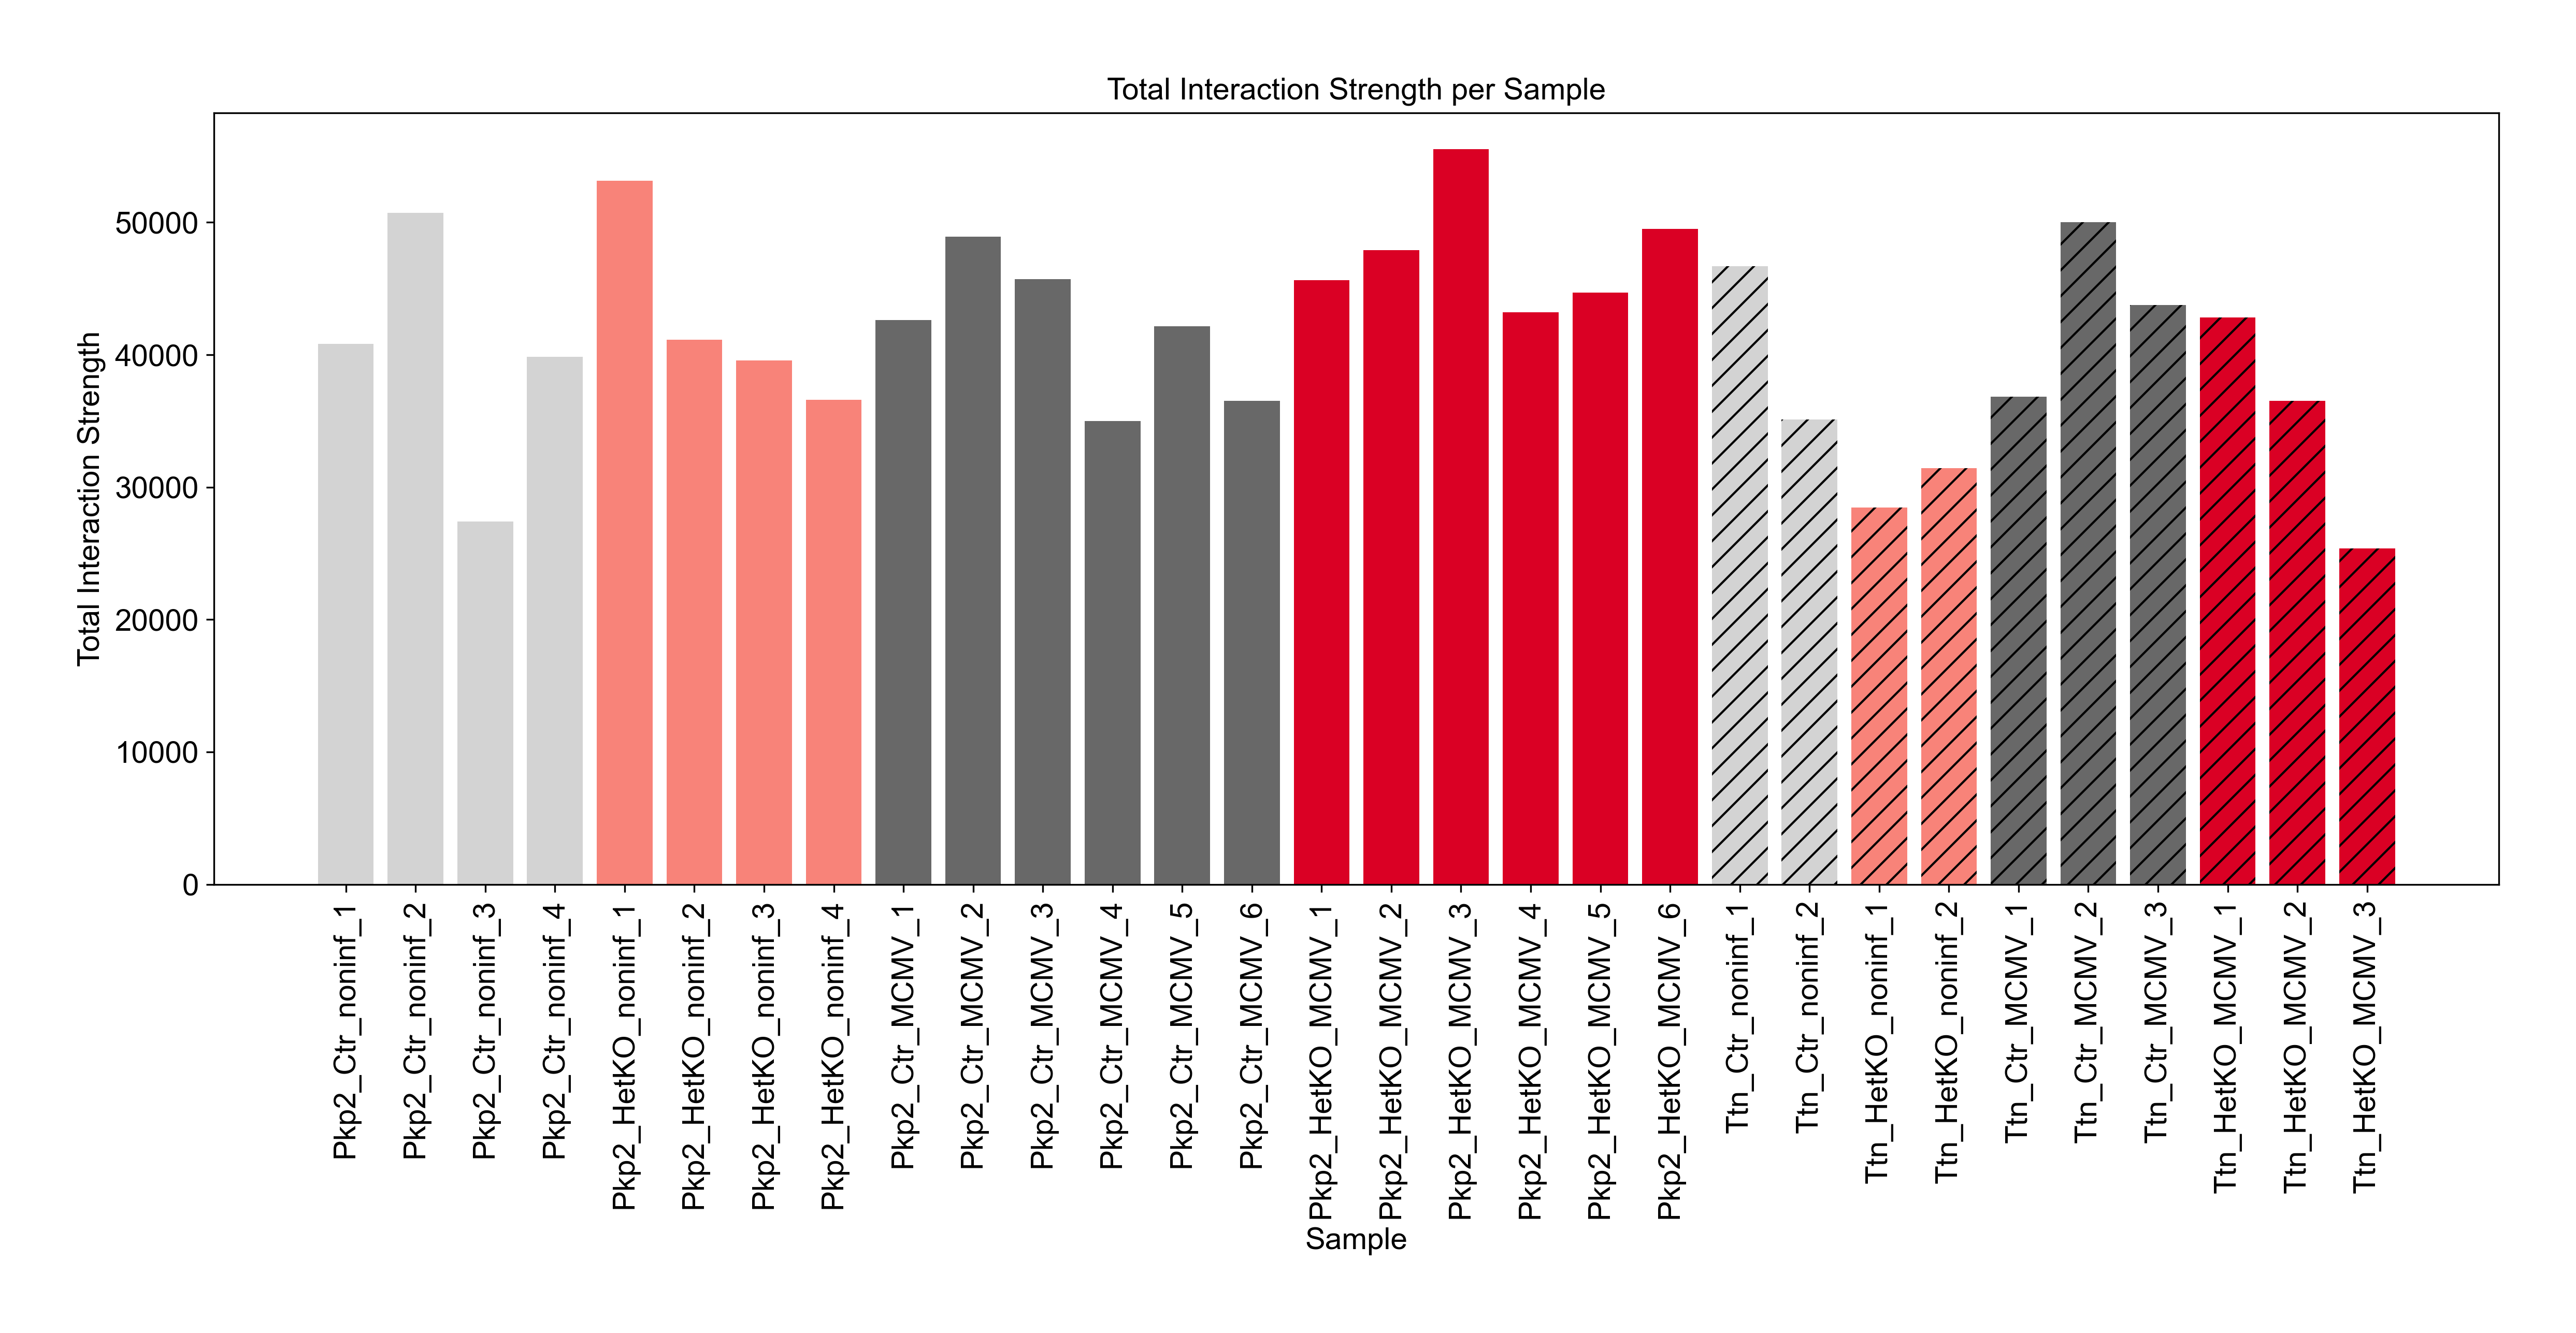 Total Interaction Strength per Sample
Total Interaction Strength
50000
40000
30000
20000
10000
0
Pkp2_Ctr_noninf_1
Pkp2_Ctr_noninf_2
Pkp2_Ctr_noninf_3
Pkp2_Ctr_noninf_4
Pkp2_HetKO_noninf_1
Pkp2_HetKO_noninf_2
Pkp2_HetKO_noninf_3
Pkp2_HetKO_noninf_4
Pkp2_Ctr_MCMV_1
Pkp2_Ctr_MCMV_2
Pkp2_Ctr_MCMV_3
Pkp2_Ctr_MCMV_4
Pkp2_Ctr_MCMV_5
Pkp2_Ctr_MCMV_6
Pkp2_HetKO_MCMV_1
Pkp2_HetKO_MCMV_2
Pkp2_HetKO_MCMV_3
Pkp2_HetKO_MCMV_4
Pkp2_HetKO_MCMV_5
Pkp2_HetKO_MCMV_6
Ttn_Ctr_noninf_1
Ttn_Ctr_noninf_2
Ttn_HetKO_noninf_1
Ttn_HetKO_noninf_2
Ttn_Ctr_MCMV_1
Ttn_Ctr_MCMV_2
Ttn_Ctr_MCMV_3
Ttn_HetKO_MCMV_1
Ttn_HetKO_MCMV_2
Ttn_HetKO_MCMV_3
Sample